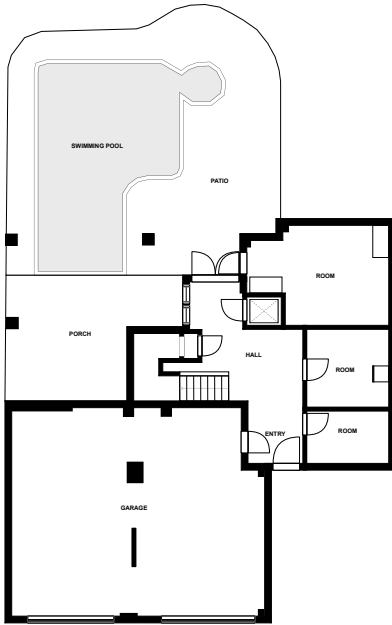 SWIMMING POOL
PATIO
ROOM
PORCH
HALL
ROOM
ROOM
ENTRY
GARAGE